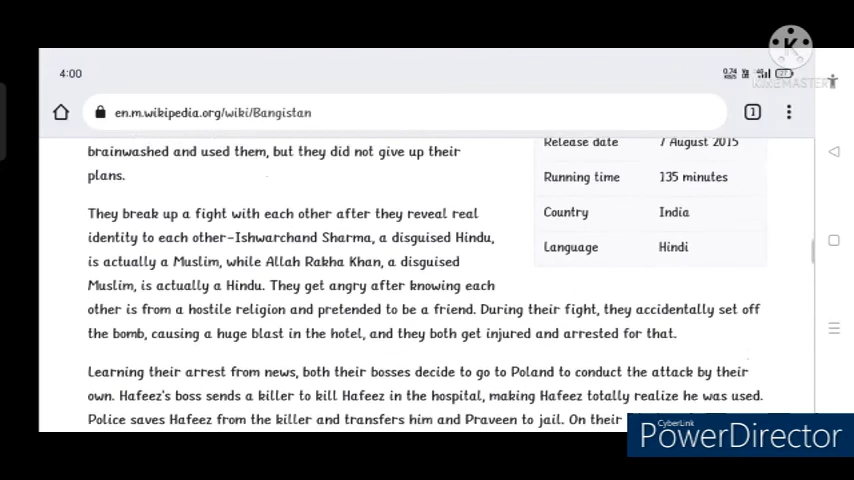 4:00
0.74
KB/S
27
KINEMASTER
en.m.wikipedia.org/wiki/Bangistan
1
brainwashed and used them, but they did not give up their
plans.
Release date 7 August 2015
Running time 135 minutes
Country India
Language Hindi
They break up a fight with each other after they reveal real
identity to each other–Ishwarchand Sharma, a disguised Hindu,
is actually a Muslim, while Allah Rakha Khan, a disguised
Muslim, is actually a Hindu. They get angry after knowing each
other is from a hostile religion and pretended to be a friend. During their fight, they accidentally set off
the bomb, causing a huge blast in the hotel, and they both get injured and arrested for that.
Learning their arrest from news, both their bosses decide to go to Poland to conduct the attack by their
own. Hafeez's boss sends a killer to kill Hafeez in the hospital, making Hafeez totally realize he was used.
Police saves Hafeez from the killer and transfers him and Praveen to jail. On their
CyberLink
PowerDirector